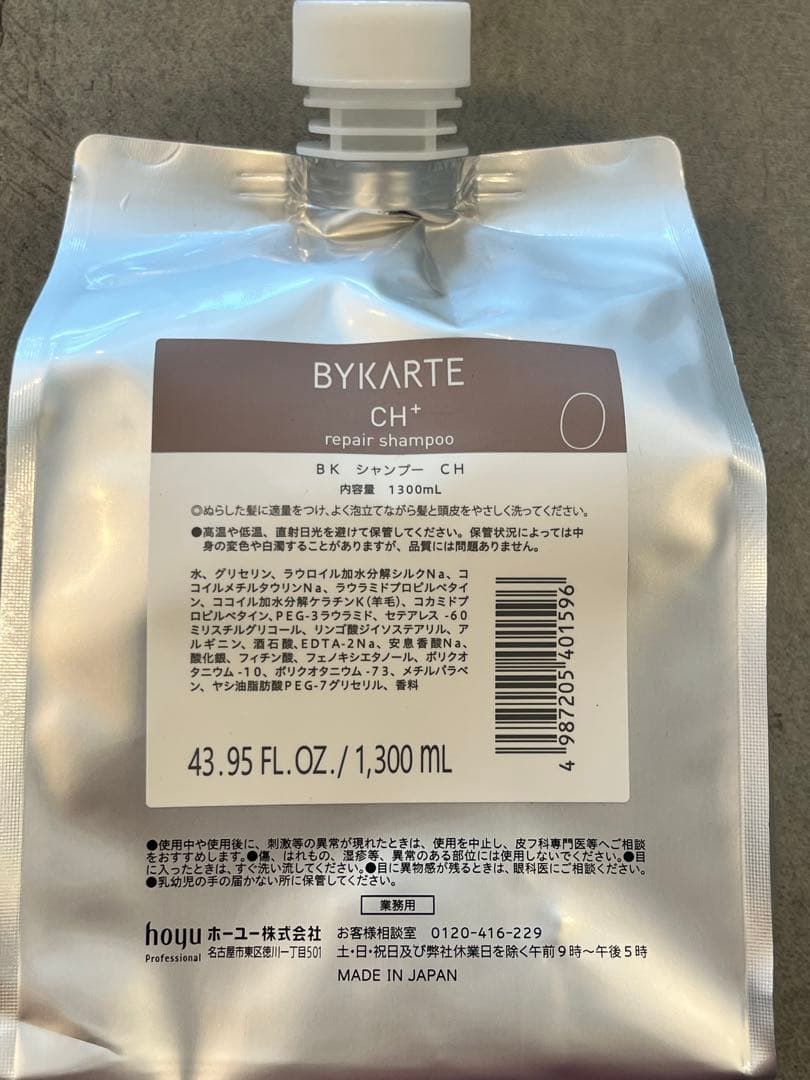 BYKARTE
CH⁺
repair shampoo
BK シャンプー CH
内容量 1300mL
◎ぬらした髪に適量をつけ、よく泡立てながら髪と頭皮をやさしく洗ってください。
●高温や低温、直射日光を避けて保管してください。保管状況によっては中
身の変色や白濁することがありますが、品質には問題ありません。
水、グリセリン、ラウロイル加水分解シルクNa、コ
コイルメチルタウリンNa、ラウラミドプロピルベタイ
ン、ココイル加水分解ケラチンK(羊毛)、コカミドプ
ロピルベタイン、PEG-3ラウラミド、セテアレス-60
ミリスチルグリコール、リンゴ酸ジイソステアリル、ア
ルギニン、酒石酸、EDTA-2Na、安息香酸Na、
酸化銀、フィチン酸、フェノキシエタノール、ポリクオ
タニウム-10、ポリクオタニウム-73、メチルパラベ
ン、ヤシ油脂肪酸PEG-7グリセリル、香料
43.95 FL.OZ./1,300 mL
4 987205 401596
●使用中や使用後に、刺激等の異常が現れたときは、使用を中止し、皮フ科専門医等へご相談
をおすすめします。●傷、はれもの、湿疹等、異常のある部位には使用しないでください。●目
に入ったときは、すぐ洗い流してください。●目に異物感が残るときは、眼科医にご相談ください。
●乳幼児の手の届かない所に保管してください。
業務用
hoyu ホーユー株式会社 お客様相談室 0120-416-229
Professional 名古屋市東区徳川一丁目501 土・日・祝日及び弊社休業日を除く午前9時〜午後5時
MADE IN JAPAN